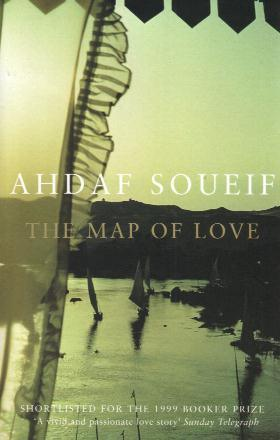 AHDAF SOUEIF
THE MAP OF LOVE
SHORTLISTED FOR THE 1999 BOOKER PRIZE
'A vivid and passionate love story' Sunday Telegraph